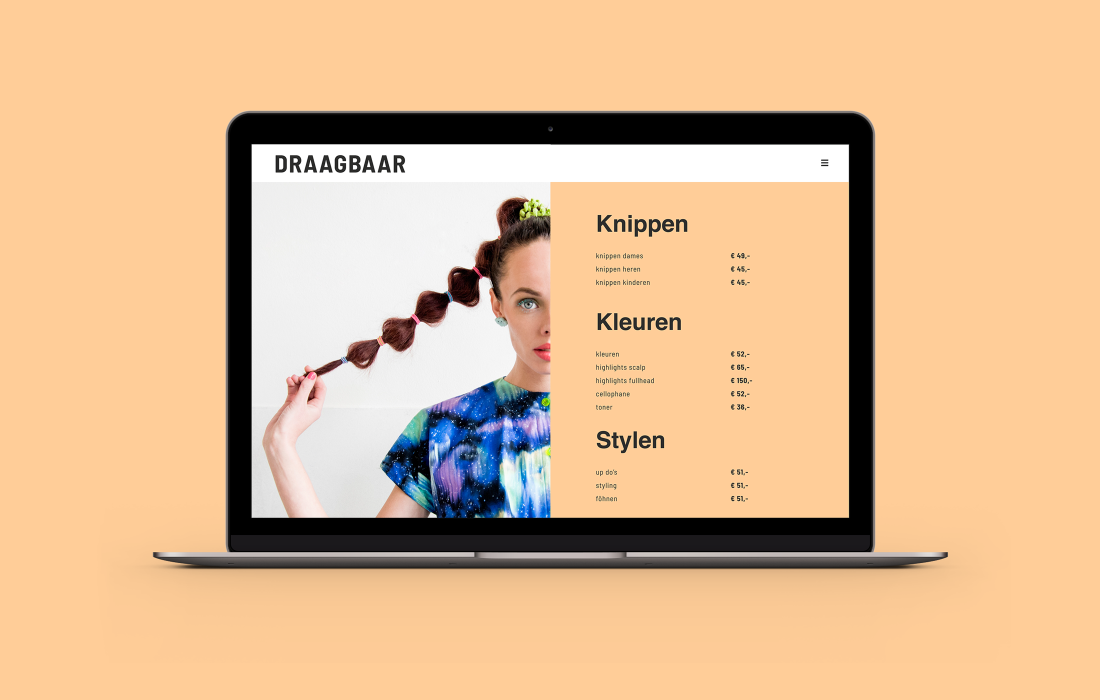 DRAAGBAAR
Knippen
knippen dames € 49,-
knippen heren € 45,-
knippen kinderen € 45,-
Kleuren
kleuren € 52,-
highlights scalp € 65,-
highlights fullhead € 150,-
cellophane € 52,-
toner € 36,-
Stylen
up do's € 51,-
styling € 51,-
föhnen € 51,-